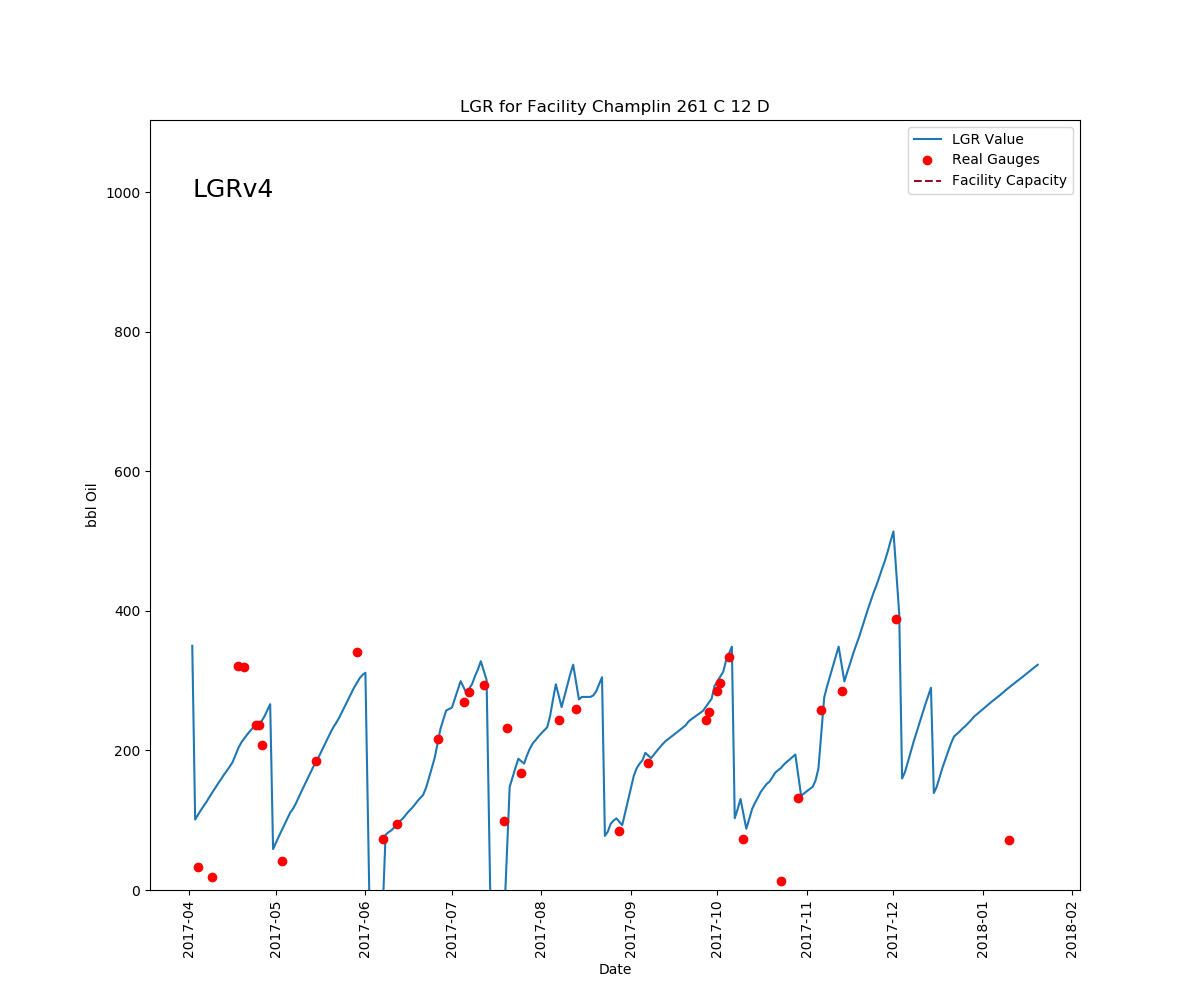 LGR for Facility Champlin 261 C 12 D
LGRv4
LGR Value
Real Gauges
Facility Capacity
bbl Oil
1000
800
600
400
200
0
2017-04
2017-05
2017-06
2017-07
2017-08
2017-09
2017-10
2017-11
2017-12
2018-01
2018-02
Date